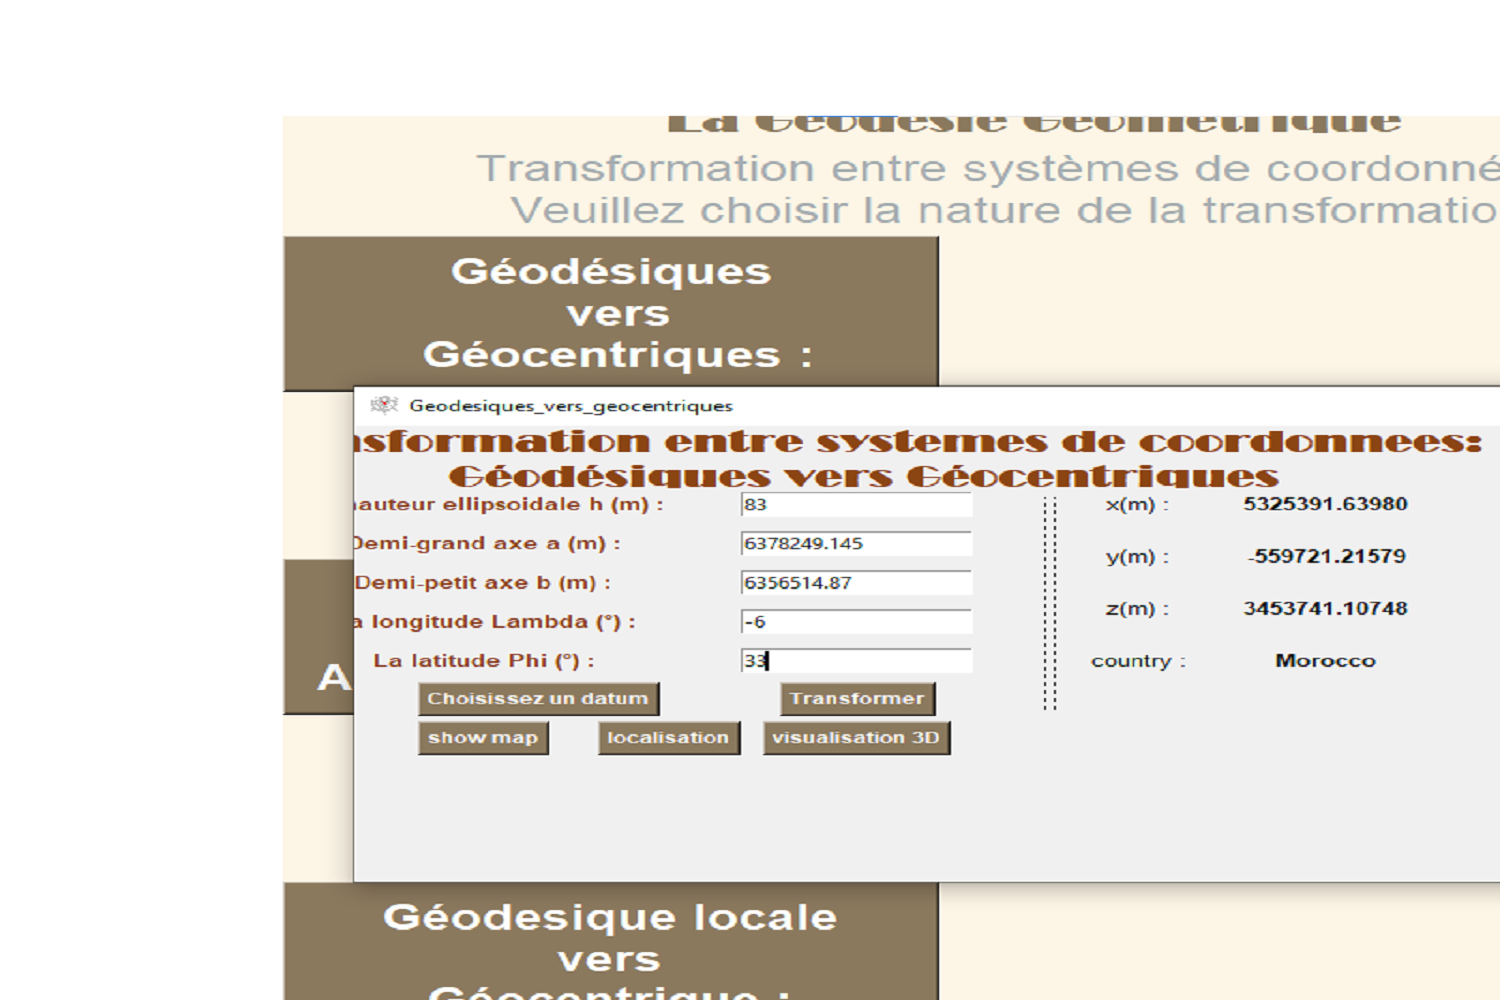 La Géodésie Géométrique
Transformation entre systèmes de coordonné
Veuillez choisir la nature de la transformatio
Géodésiques
vers
Géocentriques :
Geodesiques_vers_geocentriques
nsformation entre systemes de coordonnees:
Géodésiques vers Géocentriques
hauteur ellipsoidale h (m) : 83
x(m) : 5325391.63980
Demi-grand axe a (m) : 6378249.145
y(m) : -559721.21579
Demi-petit axe b (m) : 6356514.87
z(m) : 3453741.10748
a longitude Lambda (°) : -6
La latitude Phi (°) : 33
country : Morocco
A
Choisissez un datum Transformer
show map localisation visualisation 3D
Géodesique locale
vers
Géocentrique :